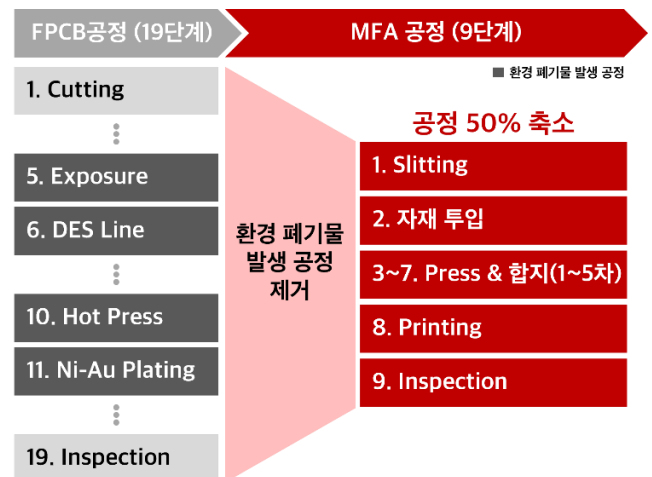 FPCB공정 (19단계)
MFA 공정 (9단계)
환경 폐기물 발생 공정
1. Cutting
5. Exposure
6. DES Line
10. Hot Press
11. Ni-Au Plating
19. Inspection
환경 폐기물
발생 공정
제거
공정 50% 축소
1. Slitting
2. 자재 투입
3~7. Press & 합지(1~5차)
8. Printing
9. Inspection